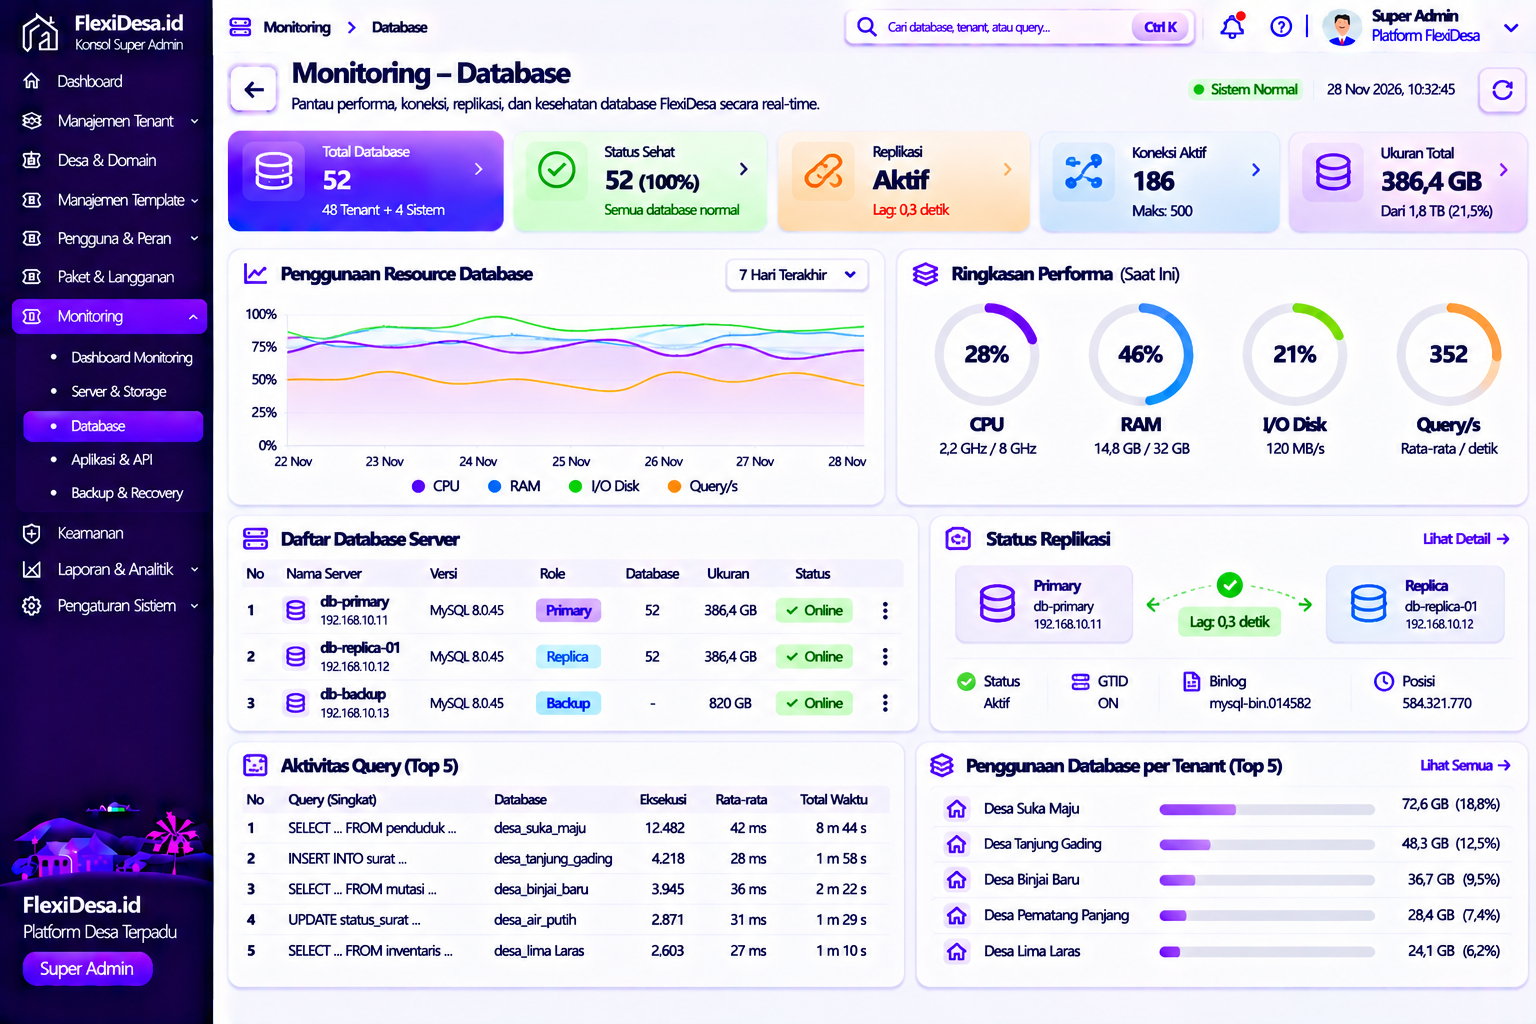 FlexiDesa.id
Konsol Super Admin
Dashboard
Manajemen Tenant
Desa & Domain
Manajemen Template
Pengguna & Peran
Paket & Langganan
Monitoring
Dashboard Monitoring
Server & Storage
Database
Aplikasi & API
Backup & Recovery
Keamanan
Laporan & Analitik
Pengaturan Sistiem
FlexiDesa.id
Platform Desa Terpadu
Super Admin
Monitoring > Database
Cari database, tenant, atau query... Ctrl K
Super Admin
Platform FlexiDesa
Monitoring – Database
Pantau performa, koneksi, replikasi, dan kesehatan database FlexiDesa secara real-time.
Sistem Normal 28 Nov 2026, 10:32:45
Total Database
52
48 Tenant + 4 Sistem
Status Sehat
52 (100%)
Semua database normal
Replikasi
Aktif
Lag: 0,3 detik
Koneksi Aktif
186
Maks: 500
Ukuran Total
386,4 GB
Dari 1,8 TB (21,5%)
Penggunaan Resource Database
7 Hari Terakhir
100%
75%
50%
25%
0%
22 Nov 23 Nov 24 Nov 25 Nov 26 Nov 27 Nov 28 Nov
CPU RAM I/O Disk Query/s
Ringkasan Performa (Saat Ini)
28% 46% 21% 352
CPU RAM I/O Disk Query/s
2,2 GHz / 8 GHz 14,8 GB / 32 GB 120 MB/s Rata-rata / detik
Daftar Database Server
No Nama Server Versi Role Database Ukuran Status
1 db-primary MySQL 8.0.45 Primary 52 386,4 GB Online
192.168.10.11
2 db-replica-01 MySQL 8.0.45 Replica 52 386,4 GB Online
192.168.10.12
3 db-backup MySQL 8.0.45 Backup - 820 GB Online
192.168.10.13
Status Replikasi
Lihat Detail →
Primary
db-primary
192.168.10.11
Lag: 0,3 detik
Replica
db-replica-01
192.168.10.12
Status GTID Binlog Posisi
Aktif ON mysql-bin.014582 584.321.770
Aktivitas Query (Top 5)
No Query (Singkat) Database Eksekusi Rata-rata Total Waktu
1 SELECT ... FROM penduduk ... desa_suka_maju 12.482 42 ms 8 m 44 s
2 INSERT INTO surat ... desa_tanjung_gading 4.218 28 ms 1 m 58 s
3 SELECT ... FROM mutasi ... desa_binjai_baru 3.945 36 ms 2 m 22 s
4 UPDATE status_surat ... desa_air_putih 2.871 31 ms 1 m 29 s
5 SELECT ... FROM inventaris ... desa_lima Laras 2,603 27 ms 1 m 10 s
Penggunaan Database per Tenant (Top 5)
Lihat Semua →
Desa Suka Maju 72,6 GB (18,8%)
Desa Tanjung Gading 48,3 GB (12,5%)
Desa Binjai Baru 36,7 GB (9,5%)
Desa Pematang Panjang 28,4 GB (7,4%)
Desa Lima Laras 24,1 GB (6,2%)